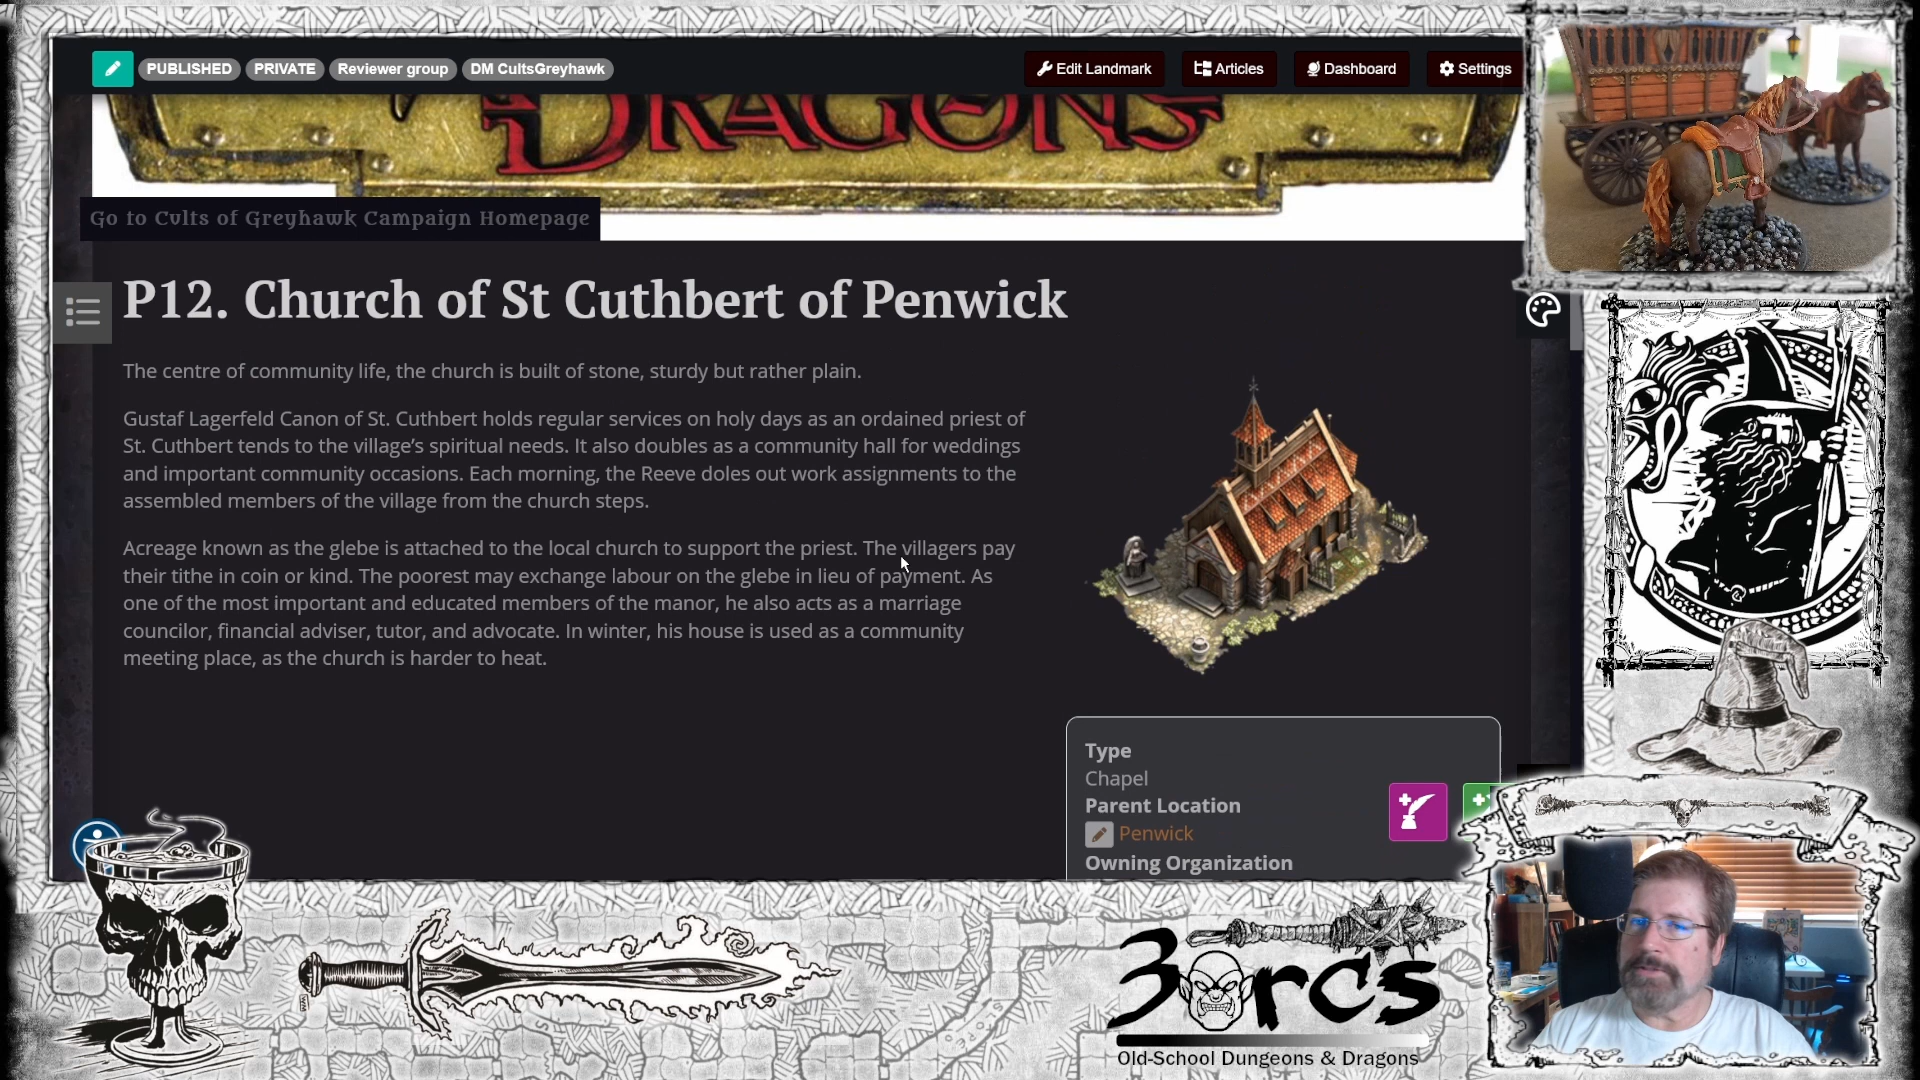 PUBLISHED PRIVATE Reviewer group DM CultsGreyhawk
Edit Landmark Articles Dashboard Settings
DRAGONS
Go to Cults of Greyhawk Campaign Homepage
P12. Church of St Cuthbert of Penwick
The centre of community life, the church is built of stone, sturdy but rather plain.
Gustaf Lagerfeld Canon of St. Cuthbert holds regular services on holy days as an ordained priest of
St. Cuthbert tends to the village’s spiritual needs. It also doubles as a community hall for weddings
and important community occasions. Each morning, the Reeve doles out work assignments to the
assembled members of the village from the church steps.
Acreage known as the glebe is attached to the local church to support the priest. The villagers pay
their tithe in coin or kind. The poorest may exchange labour on the glebe in lieu of payment. As
one of the most important and educated members of the manor, he also acts as a marriage
councilor, financial adviser, tutor, and advocate. In winter, his house is used as a community
meeting place, as the church is harder to heat.
Type
Chapel
Parent Location
Penwick
Owning Organization
3 orcs
Old-School Dungeons & Dragons